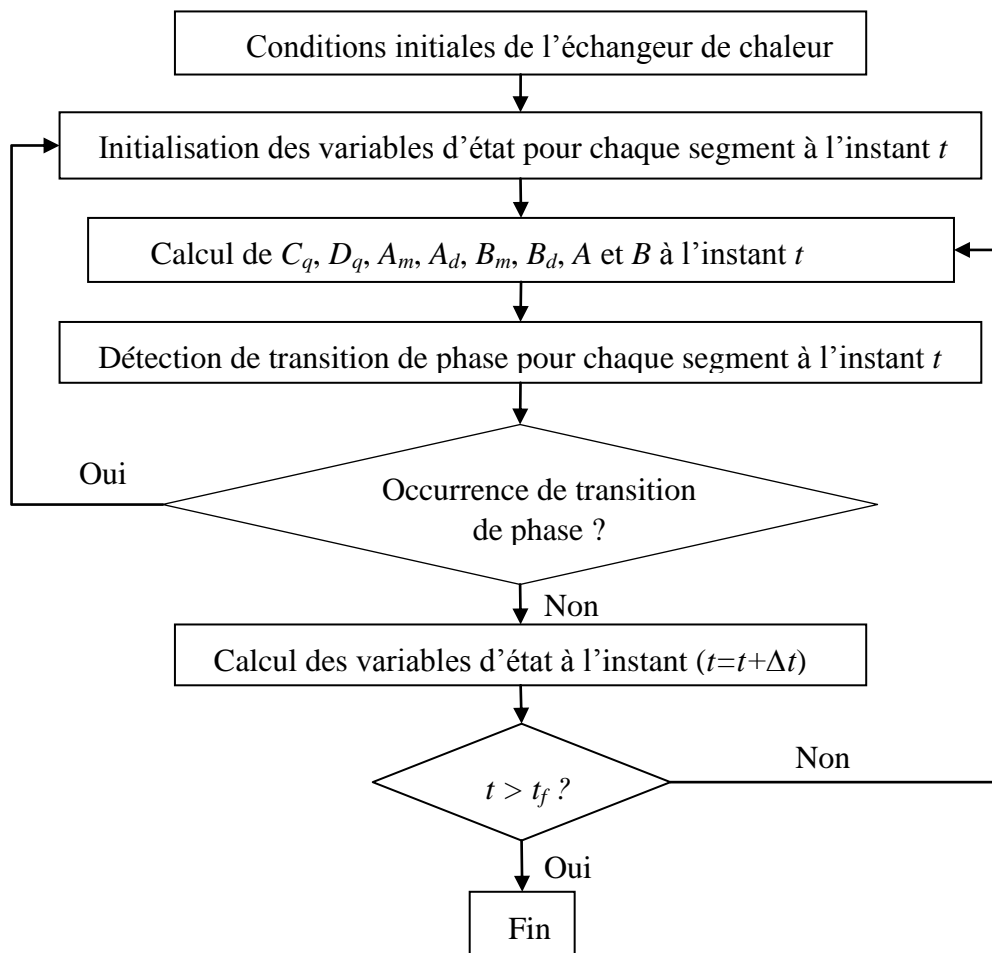 Conditions initiales de l’échangeur de chaleur
Initialisation des variables d’état pour chaque segment à l’instant t
Calcul de Cq, Dq, Am, Ad, Bm, Bd, A et B à l’instant t
Détection de transition de phase pour chaque segment à l’instant t
Oui
Occurrence de transition
de phase ?
Non
Calcul des variables d’état à l’instant (t=t+Δt)
Non
t > tf ?
Oui
Fin